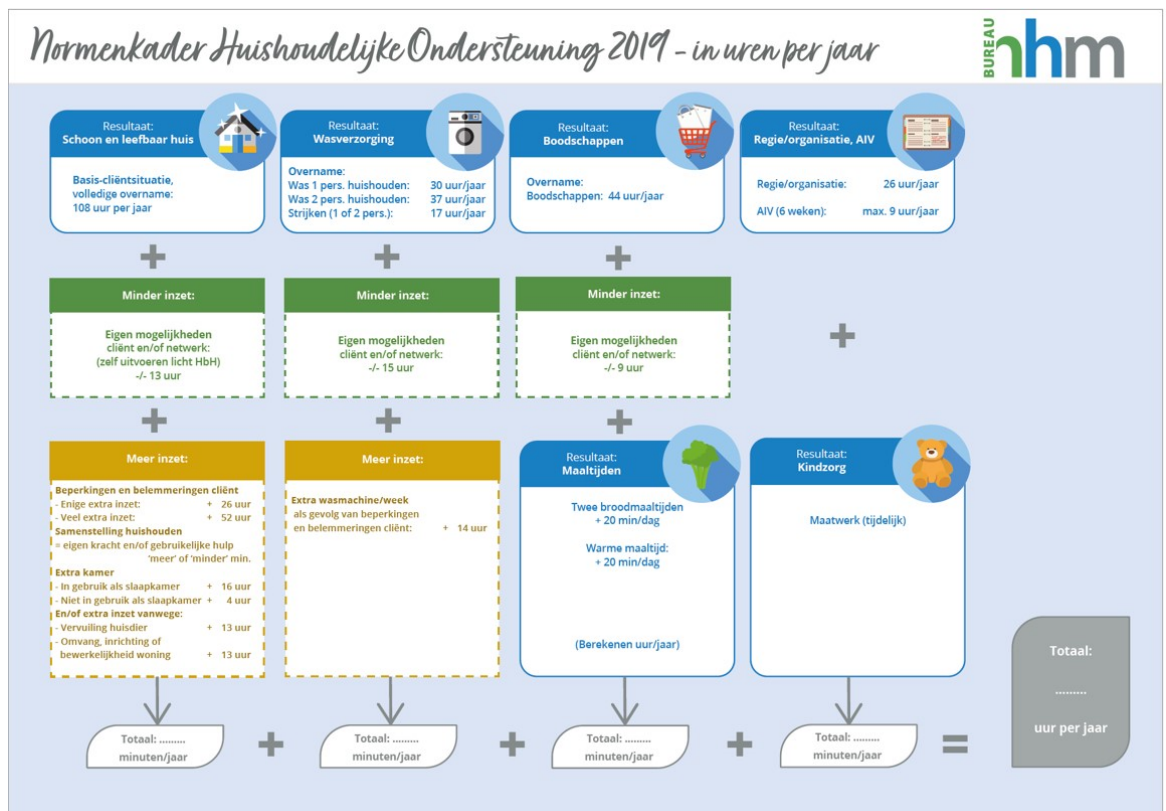 Normenkader Huishoudelijke Ondersteuning 2019 - in uren per jaar
BUREAU
nhm
Resultaat:
Schoon en leefbaar huis
Basis-cliëntsituatie,
volledige overname:
108 uur per jaar
Resultaat:
Wasverzorging
Overname:
Was 1 pers. huishouden: 30 uur/jaar
Was 2 pers. huishouden: 37 uur/jaar
Strijken (1 of 2 pers.): 17 uur/jaar
Resultaat:
Boodschappen
Overname:
Boodschappen: 44 uur/jaar
Resultaat:
Regie/organisatie, AIV
Regie/organisatie: 26 uur/jaar
AIV (6 weken): max. 9 uur/jaar
+
+
+
Minder inzet:
Eigen mogelijkheden
cliënt en/of netwerk:
(zelf uitvoeren licht HbH)
-/- 13 uur
Minder inzet:
Eigen mogelijkheden
cliënt en/of netwerk:
-/- 15 uur
Minder inzet:
Eigen mogelijkheden
cliënt en/of netwerk:
-/- 9 uur
+
+
+
+
Meer inzet:
Beperkingen en belemmeringen cliënt
- Enige extra inzet: + 26 uur
- Veel extra inzet: + 52 uur
Samenstelling huishouden
= eigen kracht en/of gebruikelijke hulp
'meer' of 'minder' min.
Extra kamer
- In gebruik als slaapkamer + 16 uur
- Niet in gebruik als slaapkamer + 4 uur
En/of extra inzet vanwege:
- Vervuiling huisdier + 13 uur
- Omvang, inrichting of
bewerkelijkheid woning + 13 uur
Meer inzet:
Extra wasmachine/week
als gevolg van beperkingen
en belemmeringen cliënt: + 14 uur
Resultaat:
Maaltijden
Twee broodmaaltijden
+ 20 min/dag
Warme maaltijd:
+ 20 min/dag
(Berekenen uur/jaar)
Resultaat:
Kindzorg
Maatwerk (tijdelijk)
Totaal: .........
minuten/jaar
+
Totaal: .........
minuten/jaar
+
Totaal: .........
minuten/jaar
+
Totaal: .........
minuten/jaar
=
Totaal:
.........
uur per jaar